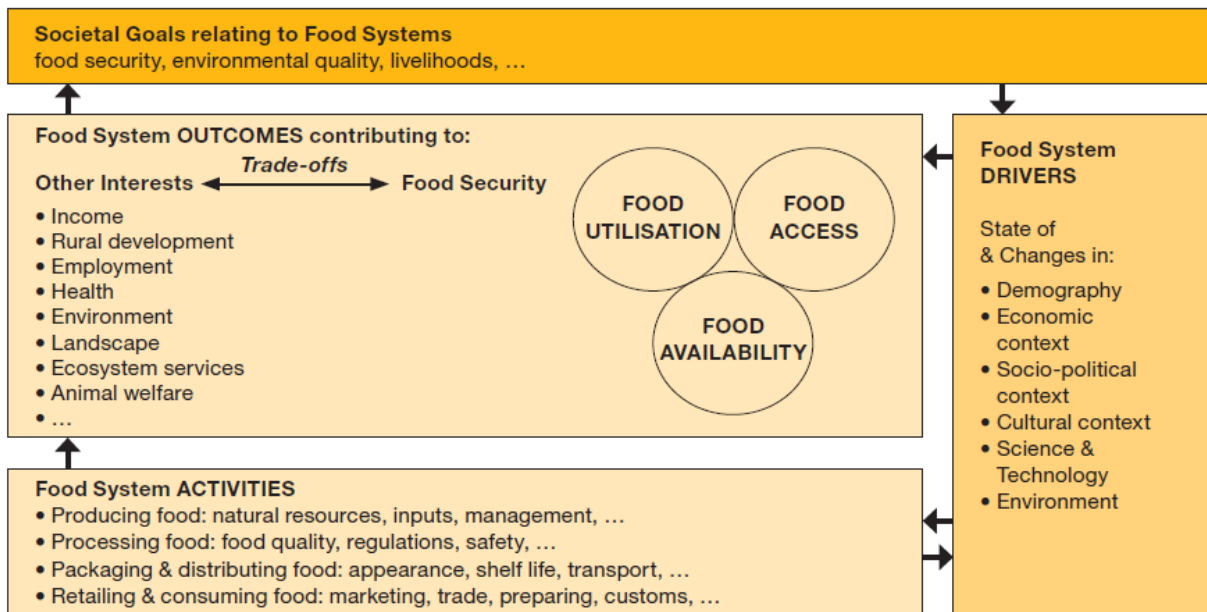 Societal Goals relating to Food Systems
food security, environmental quality, livelihoods, …
Food System OUTCOMES contributing to:
Trade-offs
Other Interests
Food Security
• Income
• Rural development
• Employment
• Health
• Environment
• Landscape
• Ecosystem services
• Animal welfare
• …
FOOD
UTILISATION
FOOD
ACCESS
FOOD
AVAILABILITY
Food System
DRIVERS
State of
& Changes in:
• Demography
• Economic
context
• Socio-political
context
• Cultural context
• Science &
Technology
• Environment
Food System ACTIVITIES
• Producing food: natural resources, inputs, management, …
• Processing food: food quality, regulations, safety, …
• Packaging & distributing food: appearance, shelf life, transport, …
• Retailing & consuming food: marketing, trade, preparing, customs, …